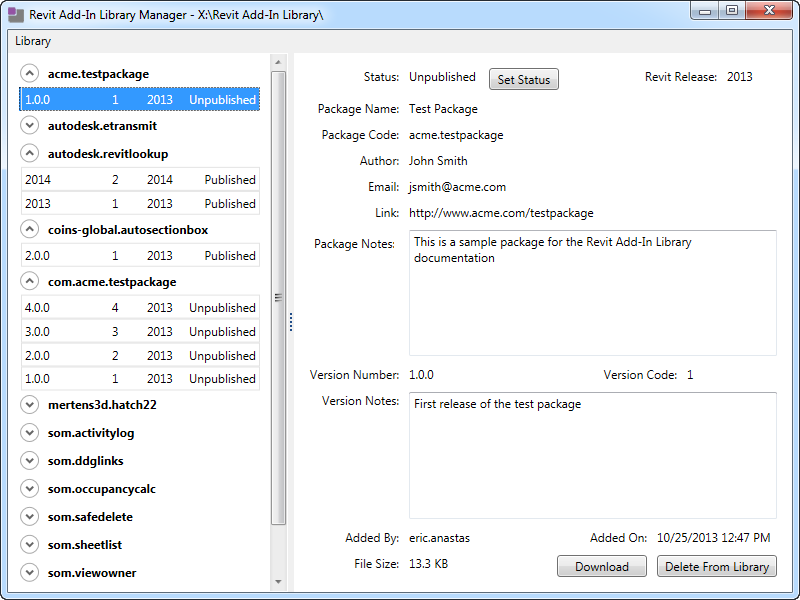 Revit Add-In Library Manager - X:\Revit Add-In Library\
Library
acme.testpackage
1.0.0 1 2013 Unpublished
autodesk.etransmit
autodesk.revitlookup
2014 2 2014 Published
2013 1 2013 Published
coins-global.autosectionbox
2.0.0 1 2013 Published
com.acme.testpackage
4.0.0 4 2013 Unpublished
3.0.0 3 2013 Unpublished
2.0.0 2 2013 Unpublished
1.0.0 1 2013 Unpublished
mertens3d.hatch22
som.activitylog
som.ddglinks
som.occupancycalc
som.safedelete
som.sheetlist
som.viewowner
Status: Unpublished Set Status Revit Release: 2013
Package Name: Test Package
Package Code: acme.testpackage
Author: John Smith
Email: jsmith@acme.com
Link: http://www.acme.com/testpackage
Package Notes: This is a sample package for the Revit Add-In Library
documentation
Version Number: 1.0.0 Version Code: 1
Version Notes: First release of the test package
Added By: eric.anastas Added On: 10/25/2013 12:47 PM
File Size: 13.3 KB Download Delete From Library